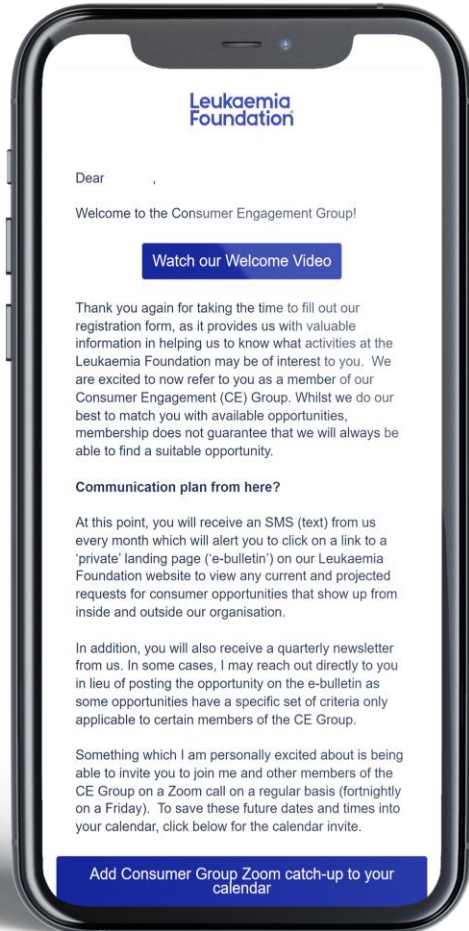 Leukaemia
Foundation
Dear ,
Welcome to the Consumer Engagement Group!
Watch our Welcome Video
Thank you again for taking the time to fill out our
registration form, as it provides us with valuable
information in helping us to know what activities at the
Leukaemia Foundation may be of interest to you. We
are excited to now refer to you as a member of our
Consumer Engagement (CE) Group. Whilst we do our
best to match you with available opportunities,
membership does not guarantee that we will always be
able to find a suitable opportunity.
Communication plan from here?
At this point, you will receive an SMS (text) from us
every month which will alert you to click on a link to a
‘private’ landing page (‘e-bulletin’) on our Leukaemia
Foundation website to view any current and projected
requests for consumer opportunities that show up from
inside and outside our organisation.
In addition, you will also receive a quarterly newsletter
from us. In some cases, I may reach out directly to you
in lieu of posting the opportunity on the e-bulletin as
some opportunities have a specific set of criteria only
applicable to certain members of the CE Group.
Something which I am personally excited about is being
able to invite you to join me and other members of the
CE Group on a Zoom call on a regular basis (fortnightly
on a Friday). To save these future dates and times into
your calendar, click below for the calendar invite.
Add Consumer Group Zoom catch-up to your
calendar